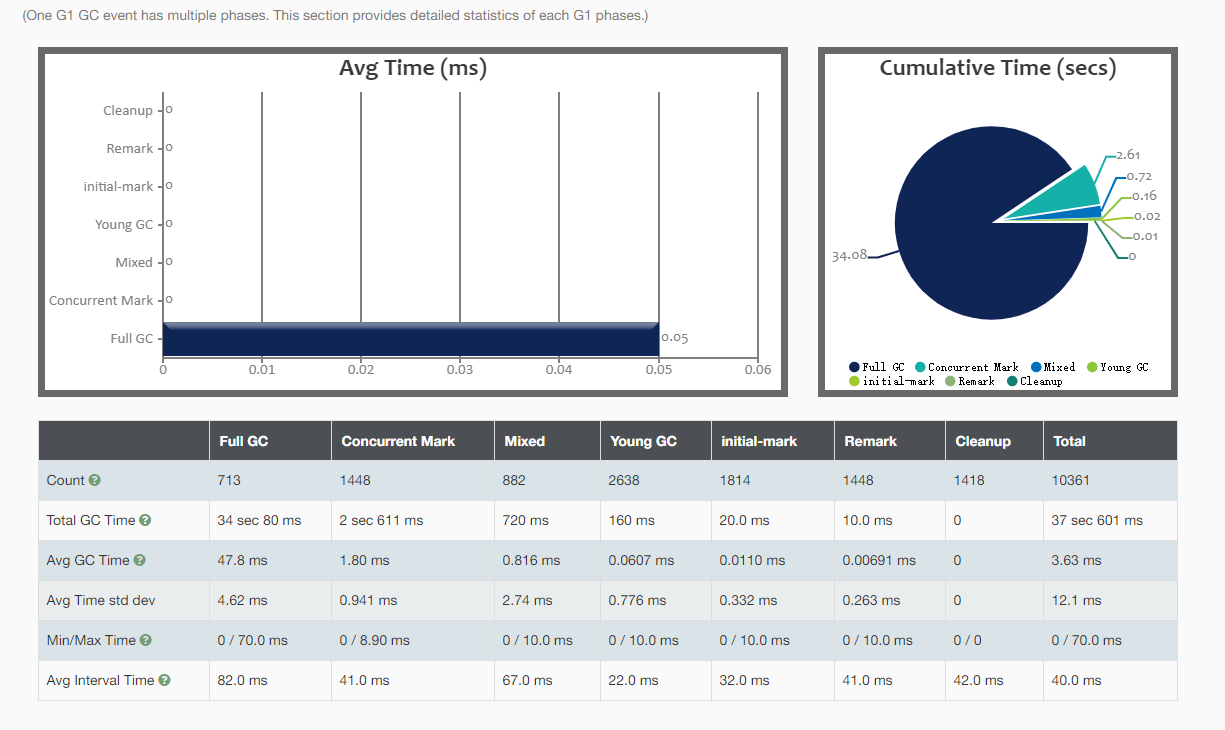 (One G1 GC event has multiple phases. This section provides detailed statistics of each G1 phases.)
Avg Time (ms)
Cleanup 0
Remark 0
initial-mark 0
Young GC 0
Mixed 0
Concurrent Mark 0
Full GC 0.05
0 0.01 0.02 0.03 0.04 0.05 0.06
Cumulative Time (secs)
2.61
0.72
0.16
0.02
0.01
0
34.08
Full GC Concurrent Mark Mixed Young GC
initial-mark Remark Cleanup
Full GC Concurrent Mark Mixed Young GC initial-mark Remark Cleanup Total
Count ? 713 1448 882 2638 1814 1448 1418 10361
Total GC Time ? 34 sec 80 ms 2 sec 611 ms 720 ms 160 ms 20.0 ms 10.0 ms 0 37 sec 601 ms
Avg GC Time ? 47.8 ms 1.80 ms 0.816 ms 0.0607 ms 0.0110 ms 0.00691 ms 0 3.63 ms
Avg Time std dev 4.62 ms 0.941 ms 2.74 ms 0.776 ms 0.332 ms 0.263 ms 0 12.1 ms
Min/Max Time ? 0 / 70.0 ms 0 / 8.90 ms 0 / 10.0 ms 0 / 10.0 ms 0 / 10.0 ms 0 / 10.0 ms 0 / 0 0 / 70.0 ms
Avg Interval Time ? 82.0 ms 41.0 ms 67.0 ms 22.0 ms 32.0 ms 41.0 ms 42.0 ms 40.0 ms